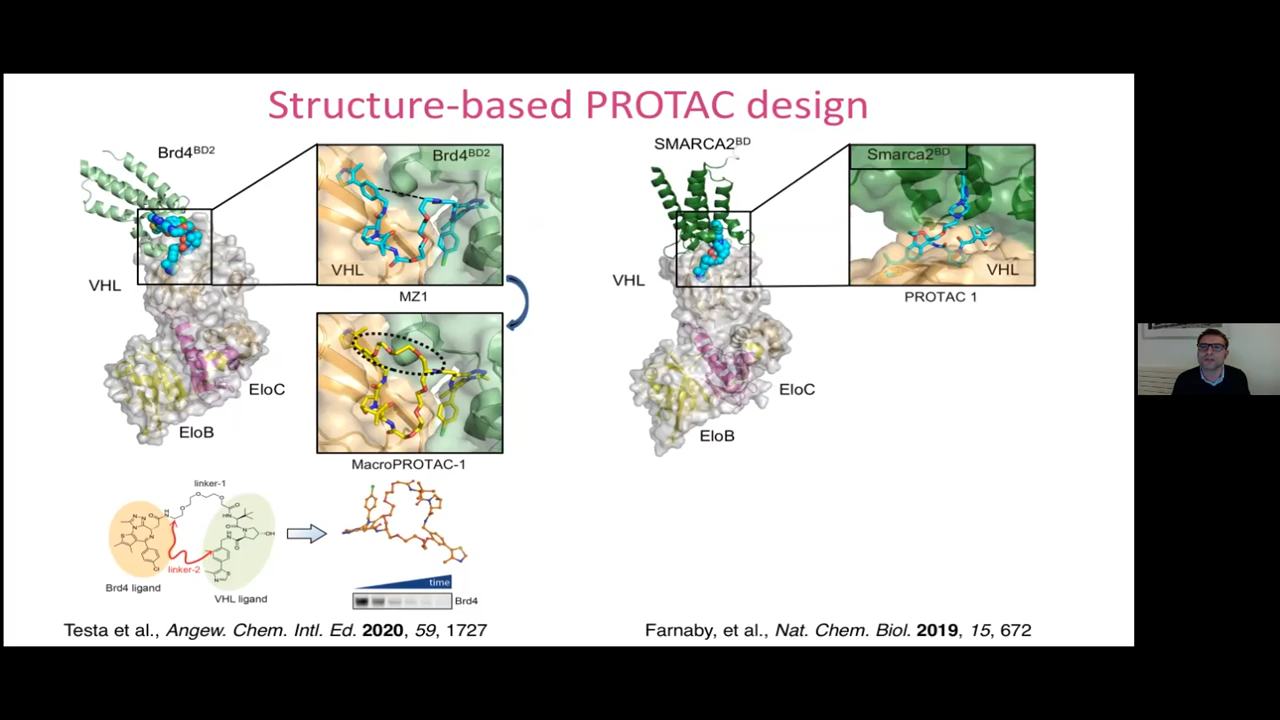 Structure-based PROTAC design
Brd4BD2
VHL
EloC
EloB
Brd4BD2
VHL
MZ1
MacroPROTAC-1
linker-1
linker-2
Brd4 ligand
VHL ligand
time
Brd4
Testa et al., Angew. Chem. Intl. Ed. 2020, 59, 1727
SMARCA2BD
VHL
EloC
EloB
Smarca2BD
VHL
PROTAC 1
Farnaby, et al., Nat. Chem. Biol. 2019, 15, 672